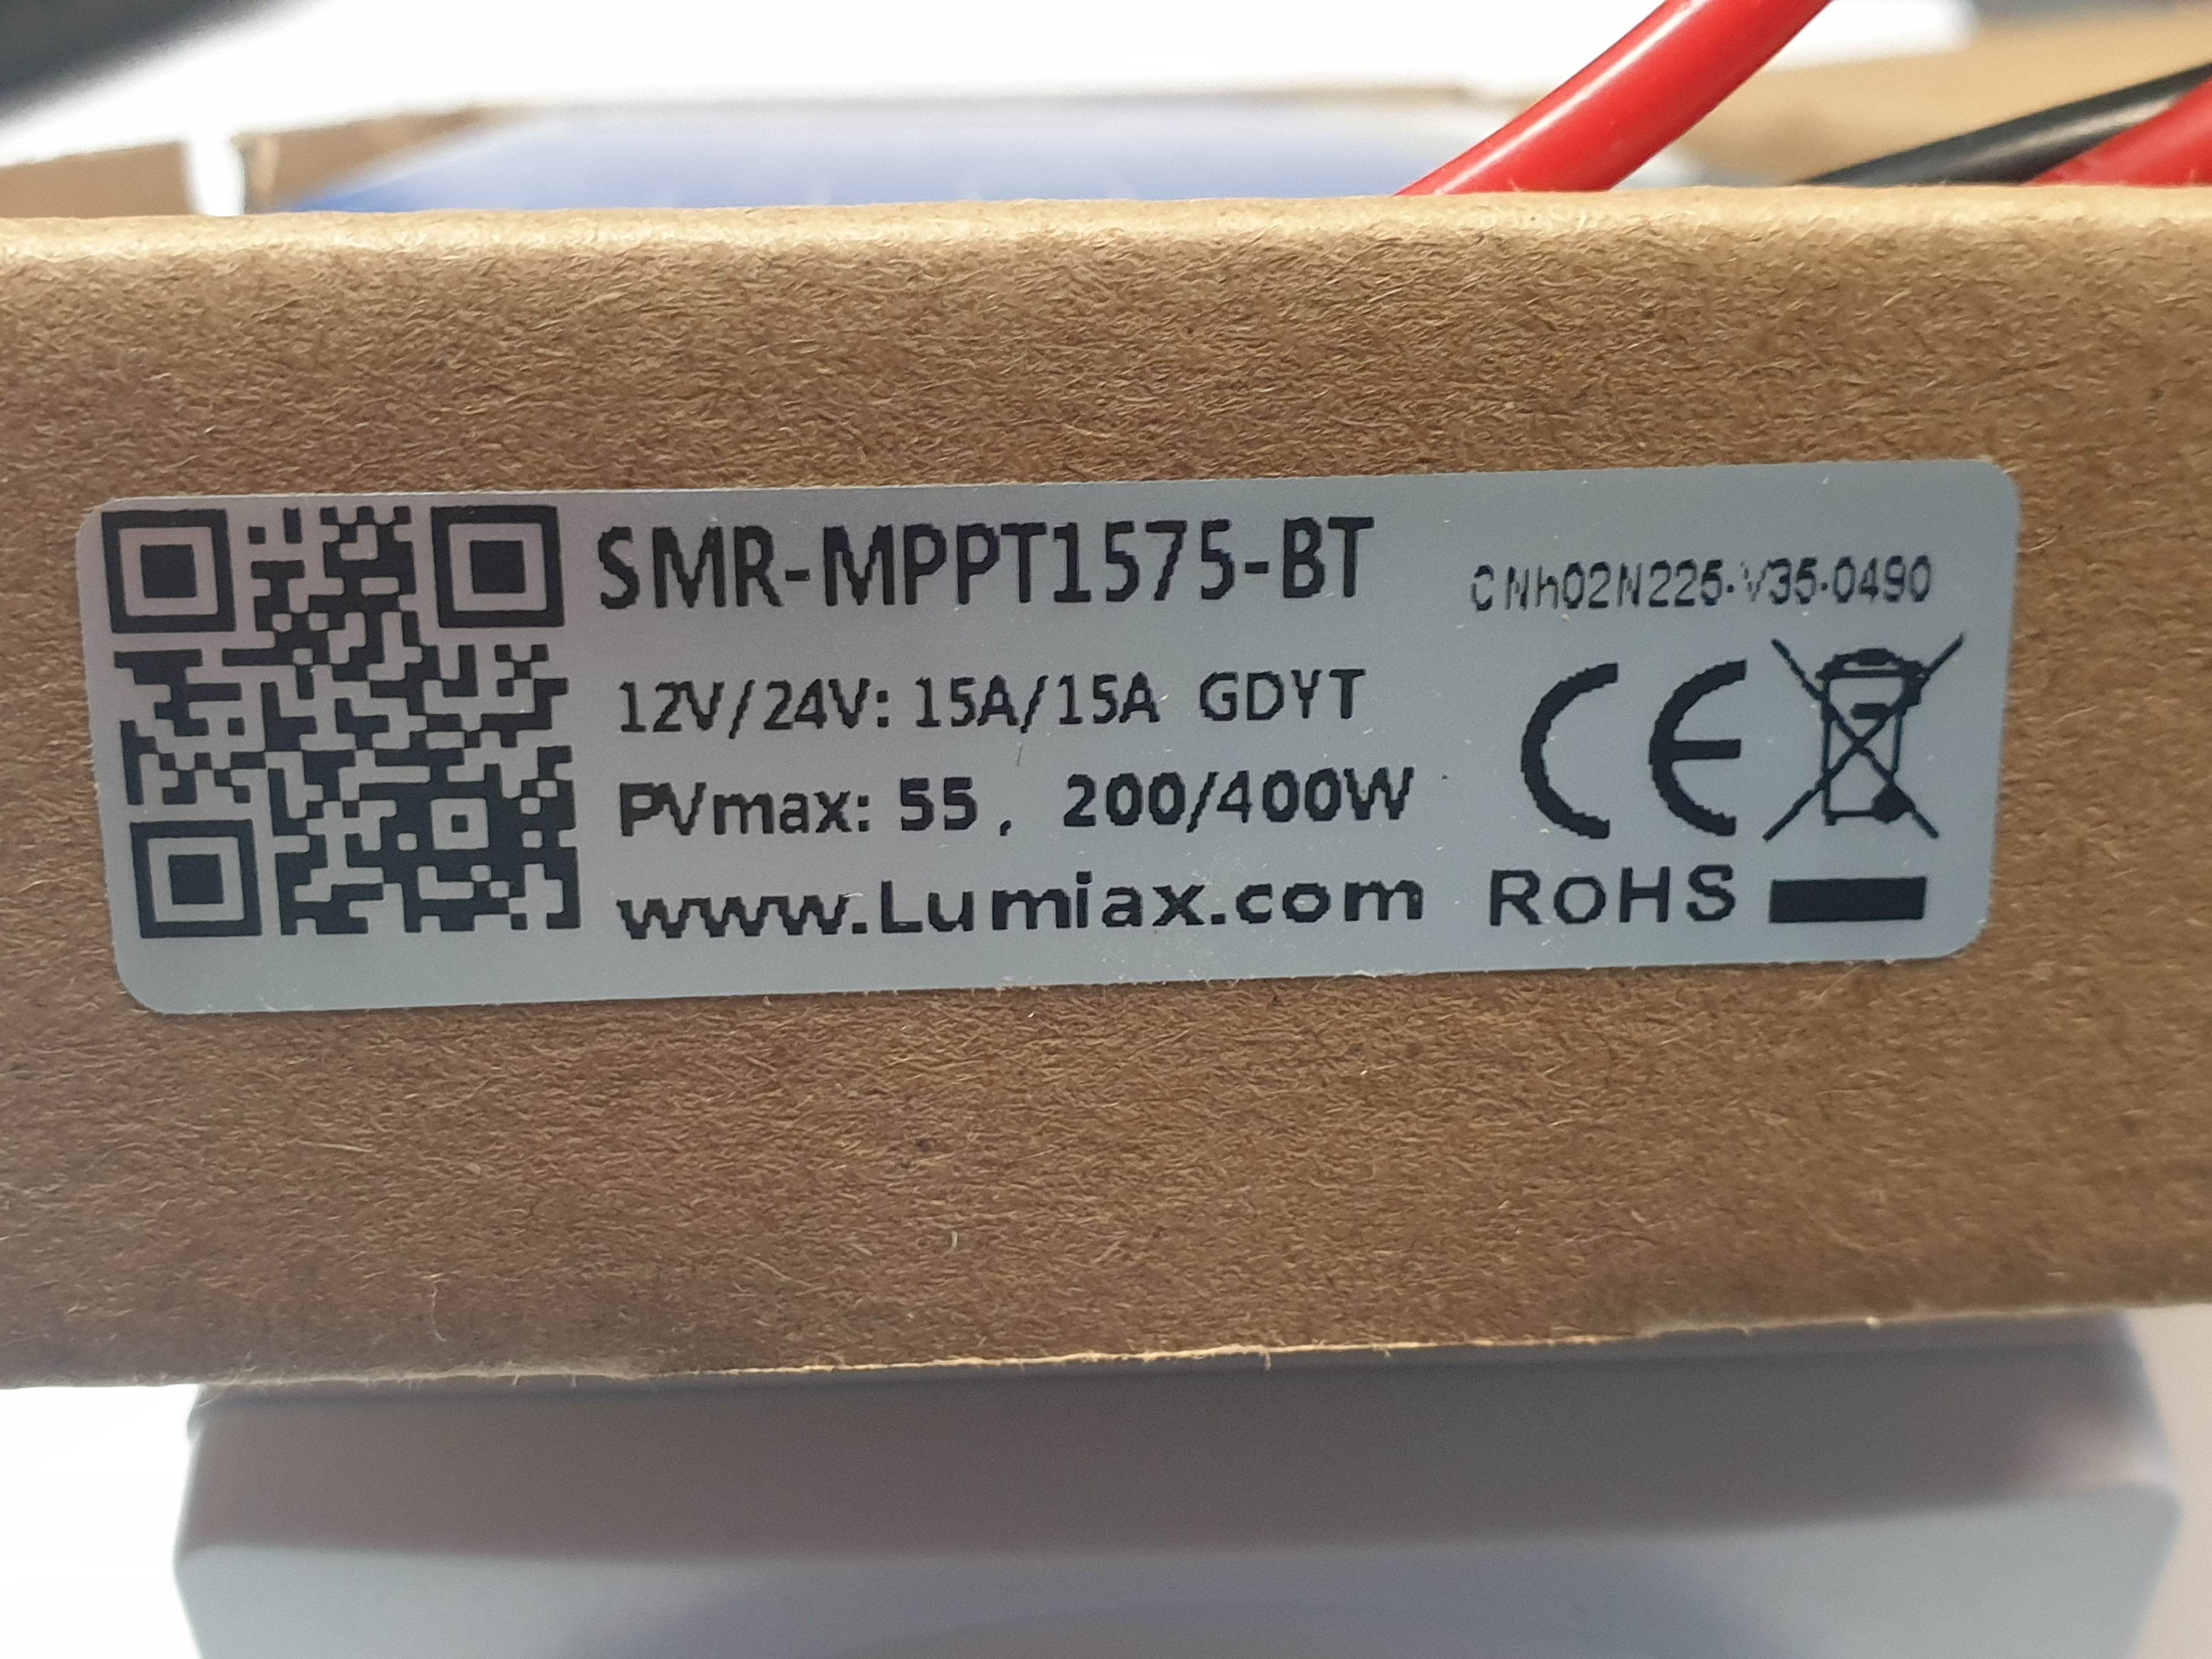 SMR-MPPT1575-BT
CNh02N225-V35-0490
12V/24V: 15A/15A GDYT
PVmax: 55, 200/400W
www.Lumiax.com
CE
RoHS